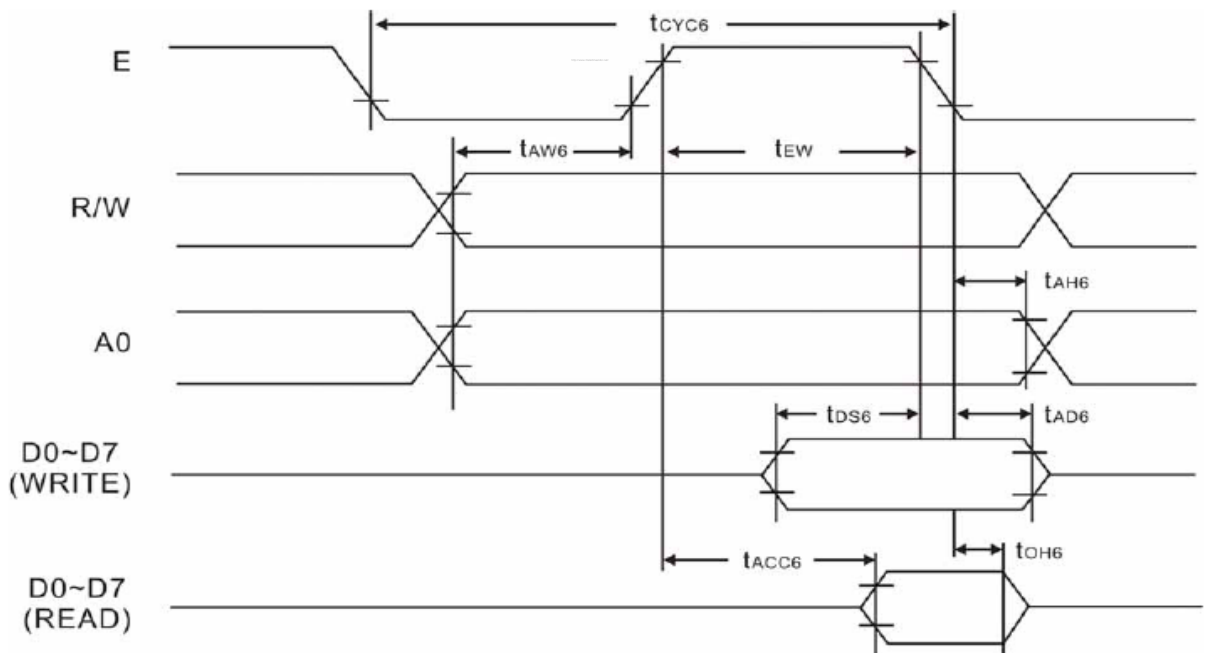 tCYC6
E
tAW6
tEW
R/W
tAH6
A0
tDS6
tAD6
D0~D7
(WRITE)
tACC6
tOH6
D0~D7
(READ)